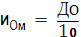 иОм = До
1о